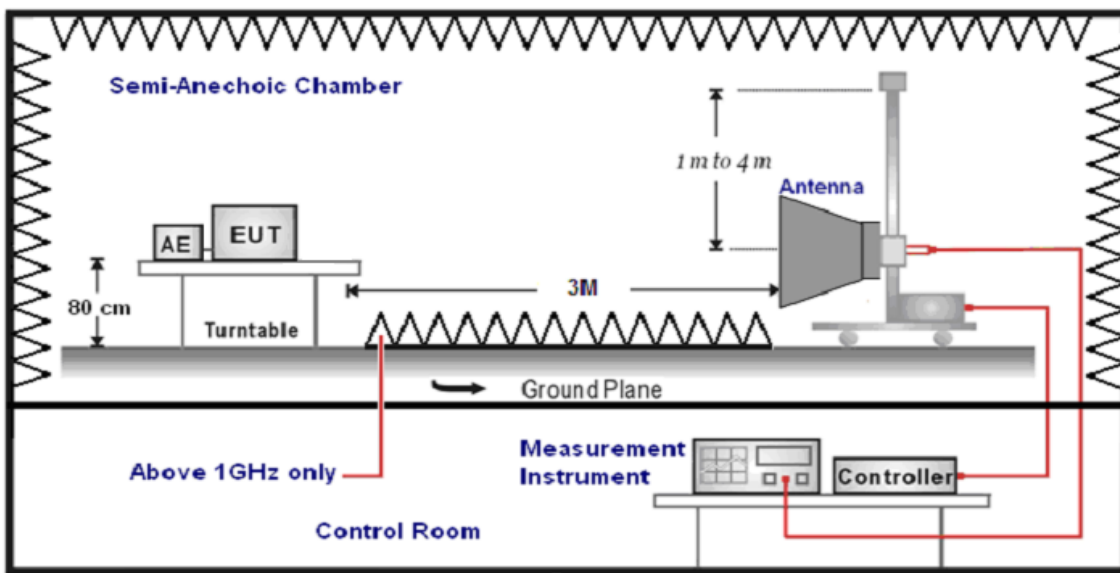 Semi-Anechoic Chamber
1 m to 4 m
Antenna
AE
EUT
80 cm
3M
Turntable
Ground Plane
Above 1GHz only
Measurement
Instrument
Controller
Control Room